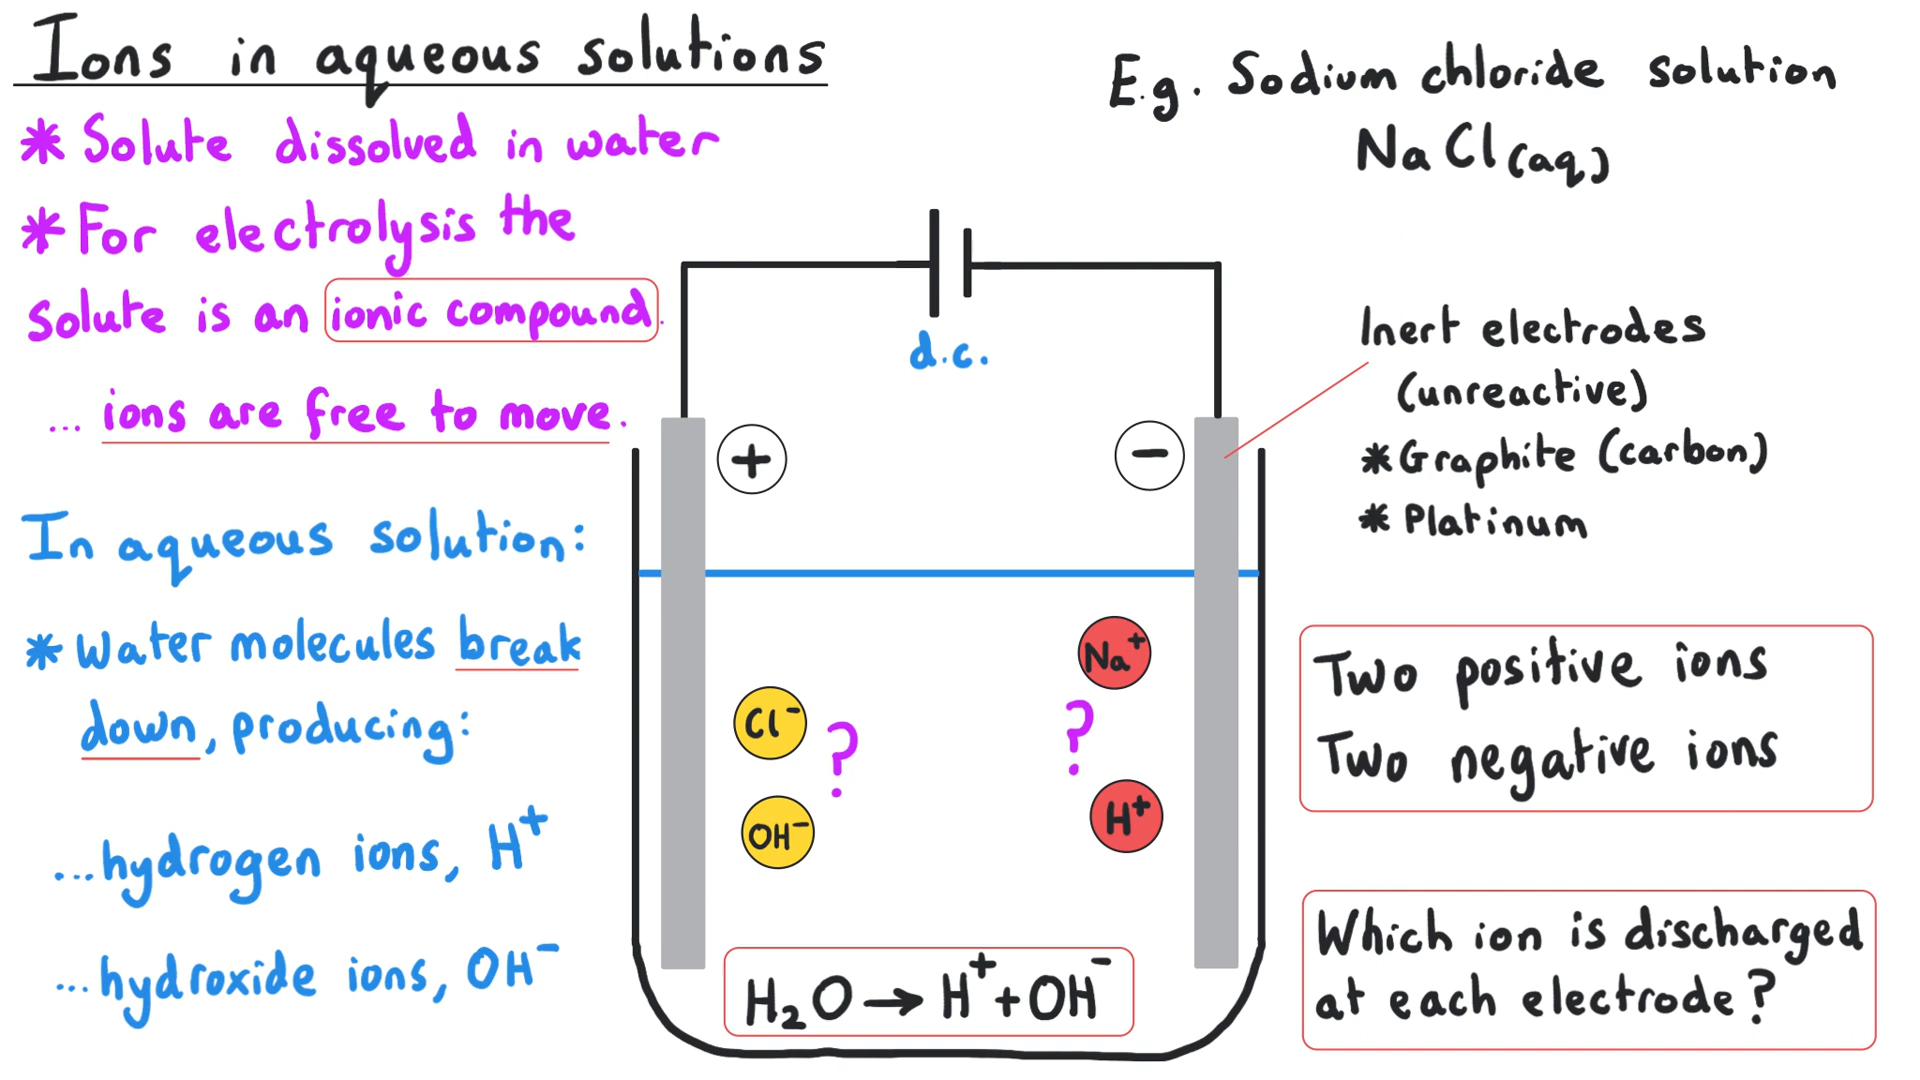 Ions in aqueous solutions
* Solute dissolved in water
* For electrolysis the
solute is an ionic compound.
... ions are free to move.
In aqueous solution:
* Water molecules break
down, producing:
...hydrogen ions, H⁺
...hydroxide ions, OH⁻
E.g. Sodium chloride solution
NaCl(aq)
d.c.
+
−
Cl⁻
?
OH⁻
Na⁺
?
H⁺
H₂O → H⁺ + OH⁻
Inert electrodes
(unreactive)
* Graphite (carbon)
* Platinum
Two positive ions
Two negative ions
Which ion is discharged
at each electrode?